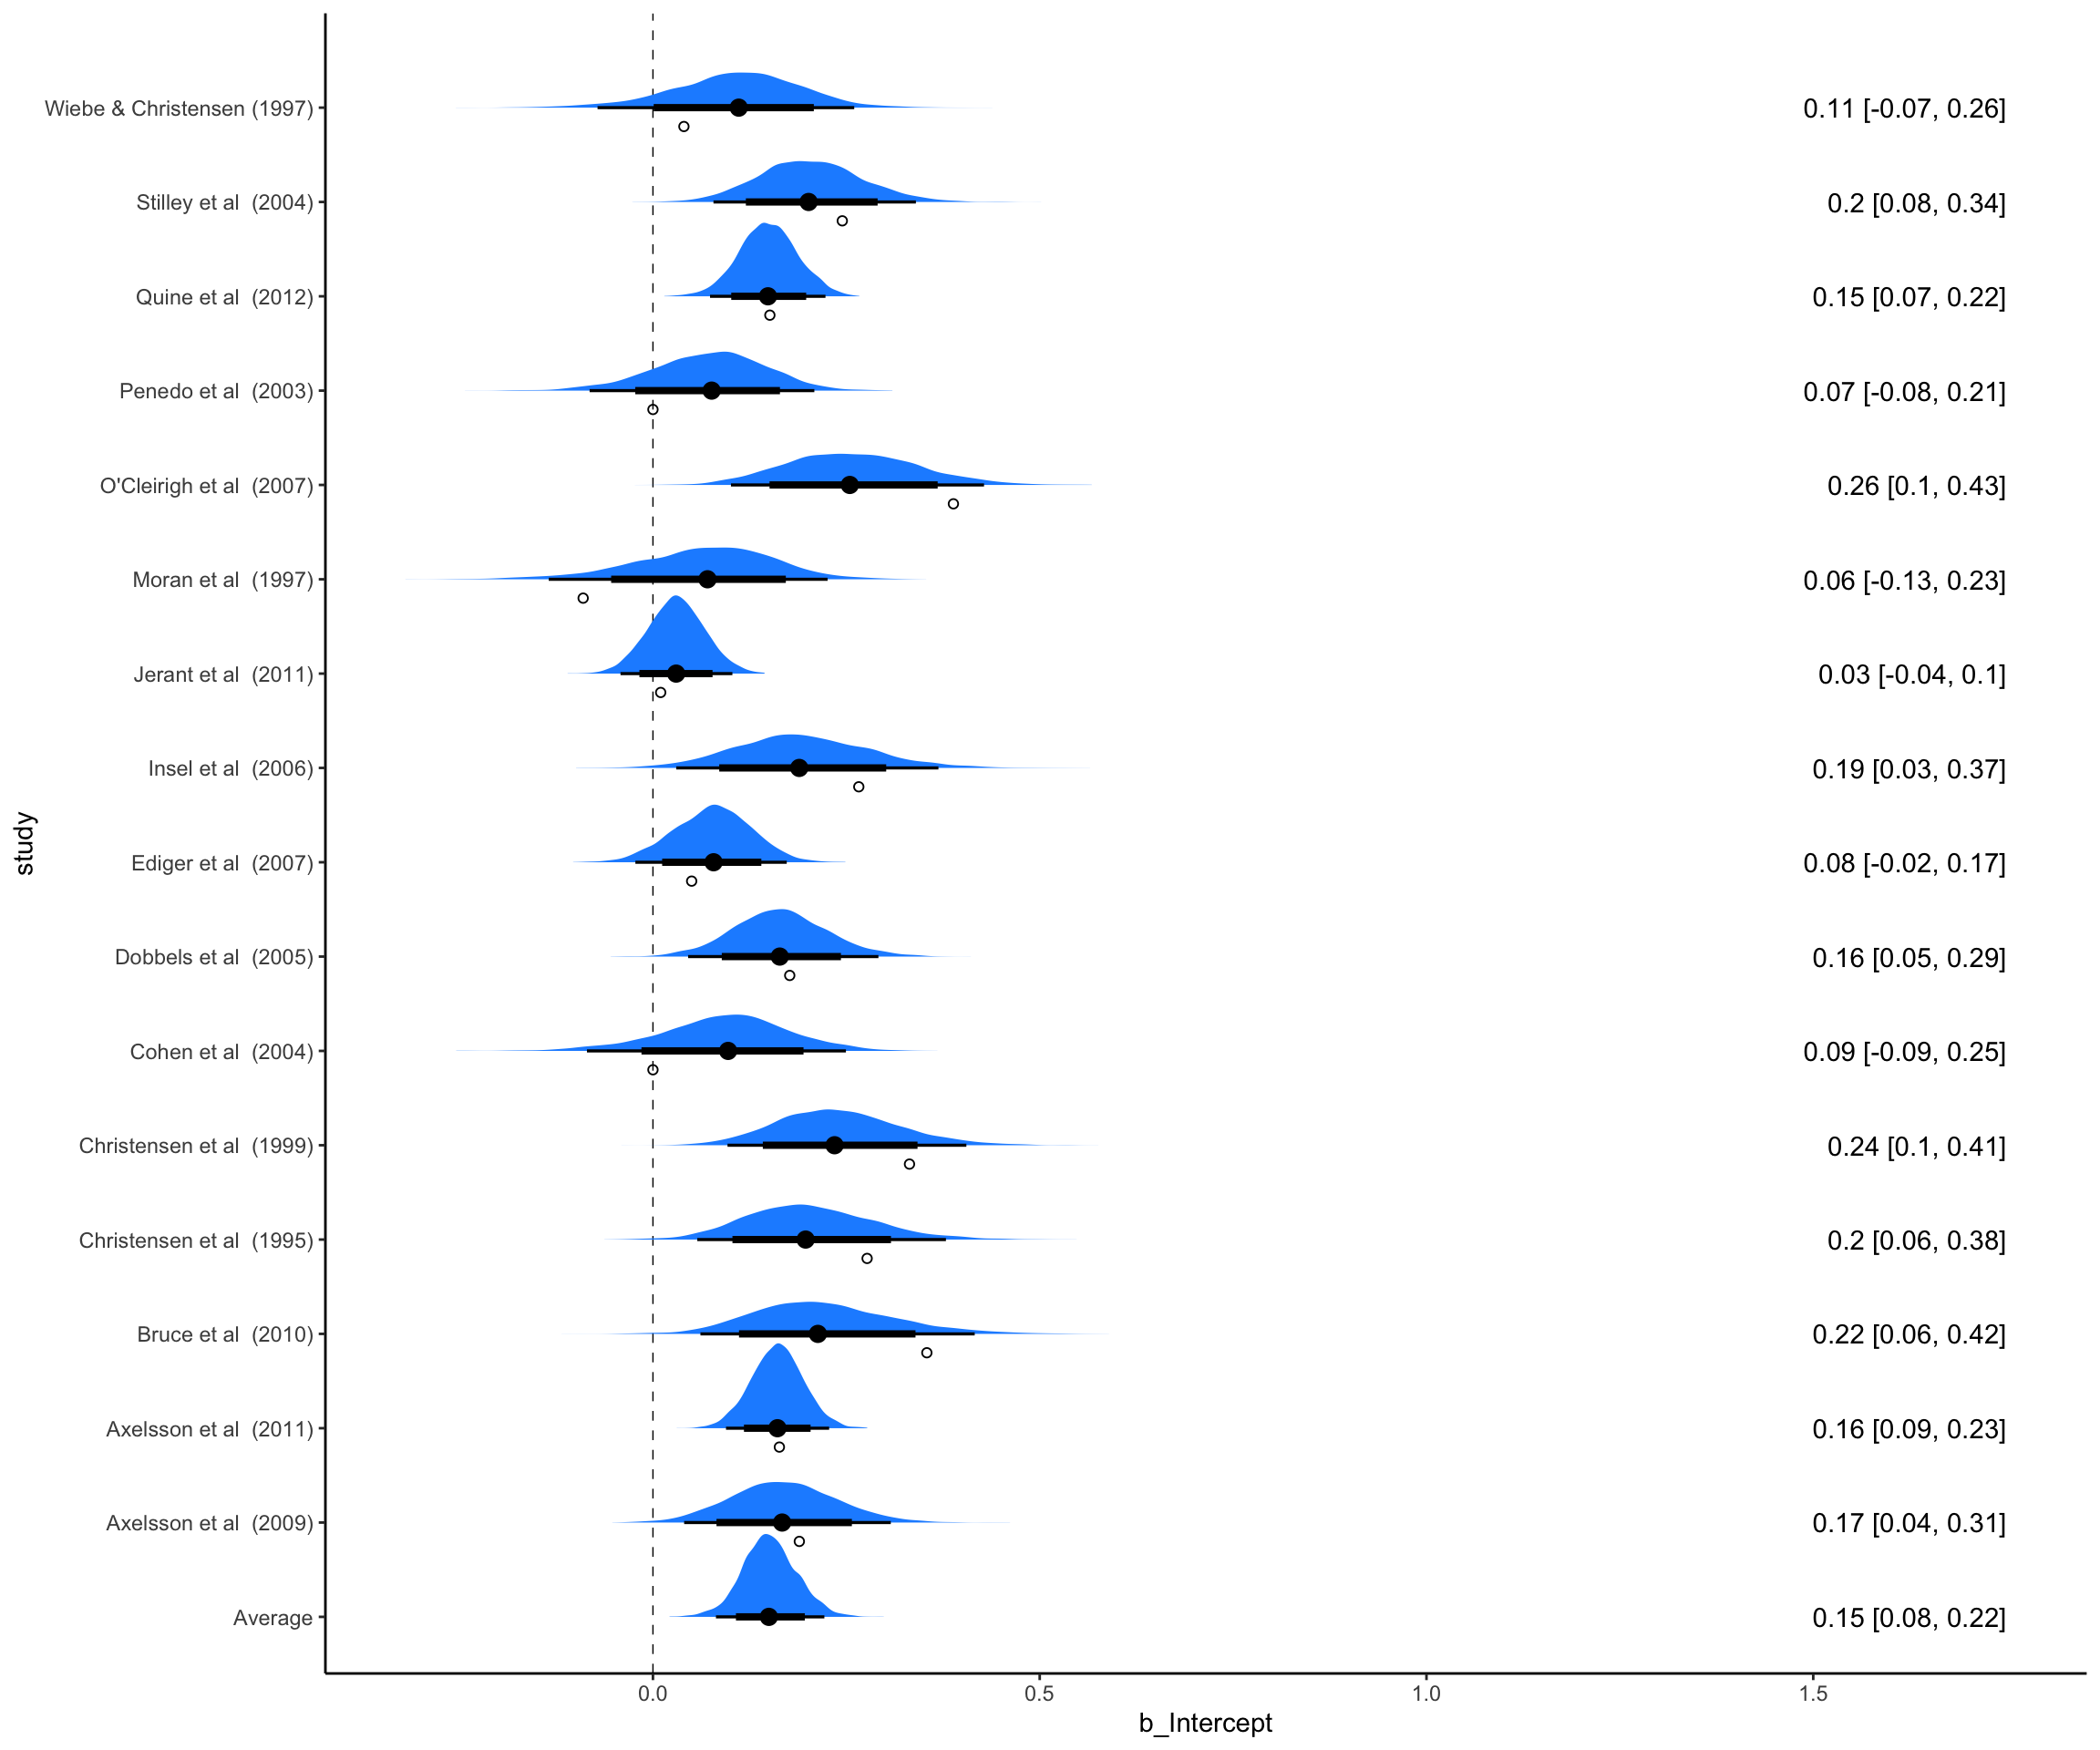 Wiebe & Christensen (1997) 0.11 [-0.07, 0.26]
Stilley et al (2004) 0.2 [0.08, 0.34]
Quine et al (2012) 0.15 [0.07, 0.22]
Penedo et al (2003) 0.07 [-0.08, 0.21]
O'Cleirigh et al (2007) 0.26 [0.1, 0.43]
Moran et al (1997) 0.06 [-0.13, 0.23]
Jerant et al (2011) 0.03 [-0.04, 0.1]
Insel et al (2006) 0.19 [0.03, 0.37]
Ediger et al (2007) 0.08 [-0.02, 0.17]
Dobbels et al (2005) 0.16 [0.05, 0.29]
Cohen et al (2004) 0.09 [-0.09, 0.25]
Christensen et al (1999) 0.24 [0.1, 0.41]
Christensen et al (1995) 0.2 [0.06, 0.38]
Bruce et al (2010) 0.22 [0.06, 0.42]
Axelsson et al (2011) 0.16 [0.09, 0.23]
Axelsson et al (2009) 0.17 [0.04, 0.31]
Average 0.15 [0.08, 0.22]
study
0.0 0.5 1.0 1.5
b_Intercept